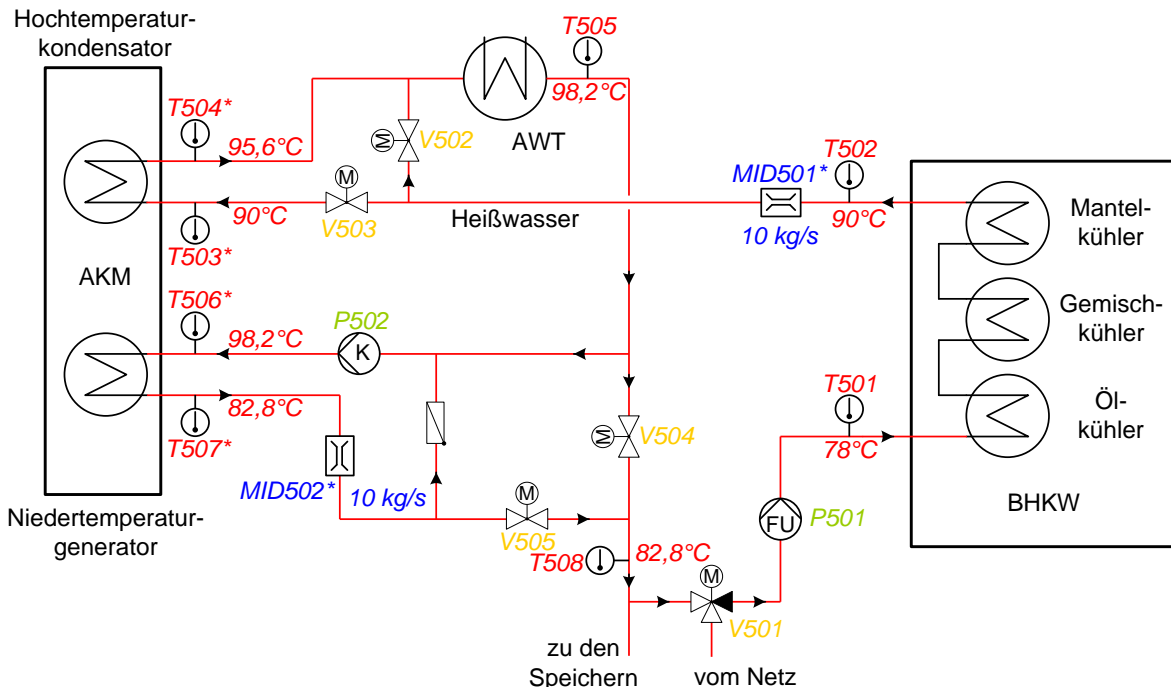 Hochtemperatur-
kondensator
T504*
95,6°C
V502
M
AWT
T505
98,2°C
M
V503
90°C
T503*
Heißwasser
MID501*
10 kg/s
T502
90°C
Mantel-
kühler
Gemisch-
kühler
Öl-
kühler
BHKW
AKM
T506*
98,2°C
P502
K
82,8°C
T507*
MID502*
10 kg/s
M
V504
M
V505
T508
82,8°C
T501
78°C
FU
P501
M
V501
Niedertemperatur-
generator
zu den
Speichern
vom Netz